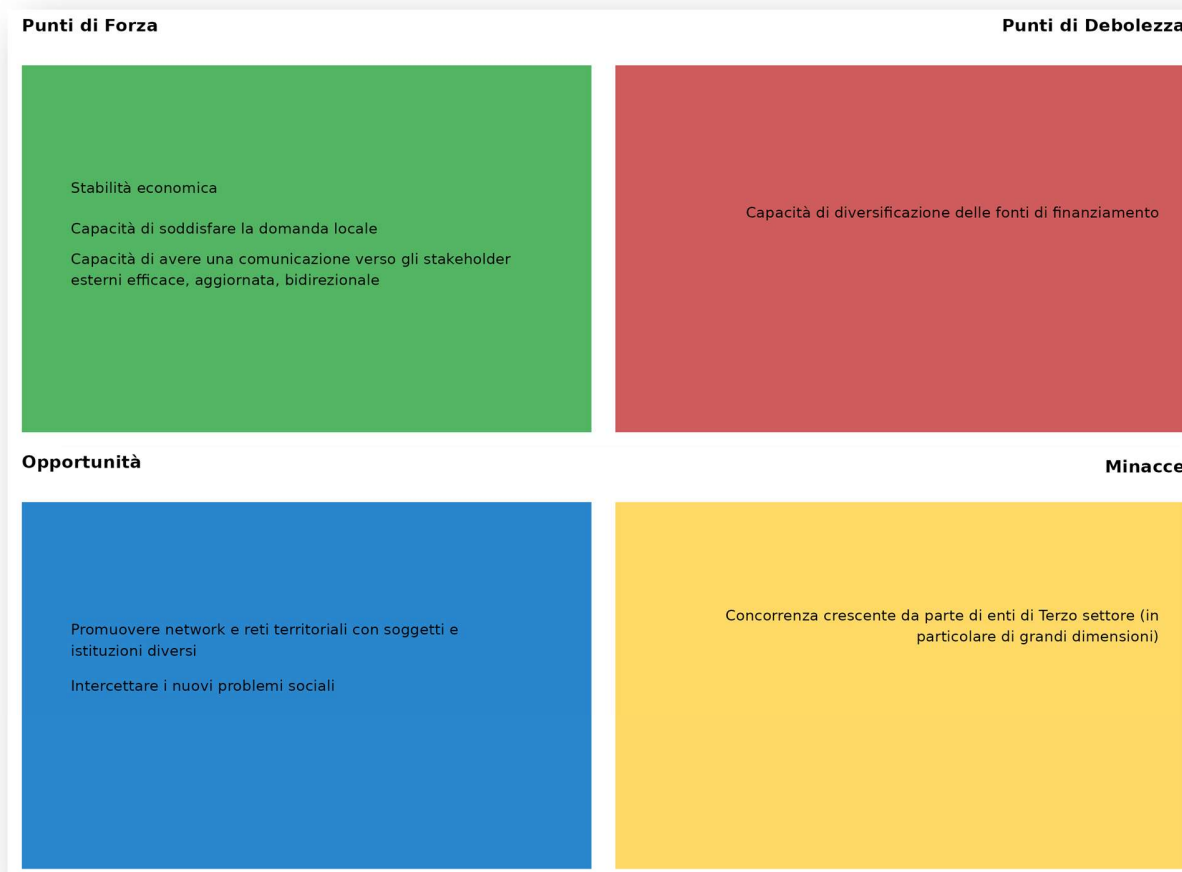 Punti di Forza
Punti di Debolezza
Stabilità economica
Capacità di soddisfare la domanda locale
Capacità di avere una comunicazione verso gli stakeholder
esterni efficace, aggiornata, bidirezionale
Capacità di diversificazione delle fonti di finanziamento
Opportunità
Minacce
Promuovere network e reti territoriali con soggetti e
istituzioni diversi
Intercettare i nuovi problemi sociali
Concorrenza crescente da parte di enti di Terzo settore (in
particolare di grandi dimensioni)